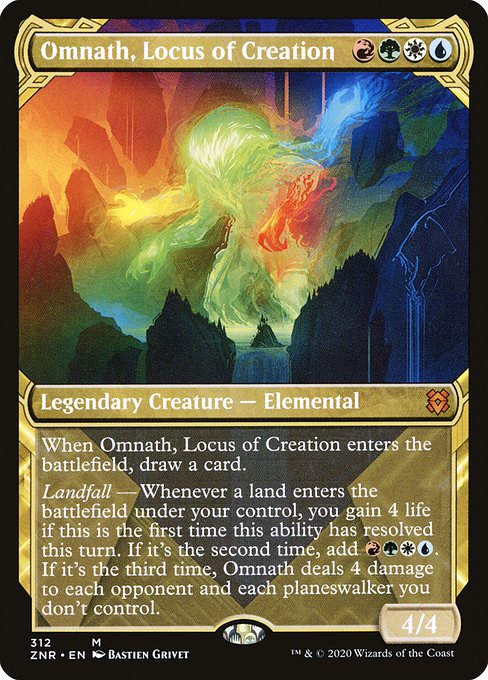 Omnath, Locus of Creation
Legendary Creature — Elemental
When Omnath, Locus of Creation enters the
battlefield, draw a card.
Landfall — Whenever a land enters the
battlefield under your control, you gain 4 life
if this is the first time this ability has resolved
this turn. If it's the second time, add .
If it's the third time, Omnath deals 4 damage
to each opponent and each planeswalker you
don't control.
4/4
312 M
ZNR • EN Bastien Grivet
™ & © 2020 Wizards of the Coast